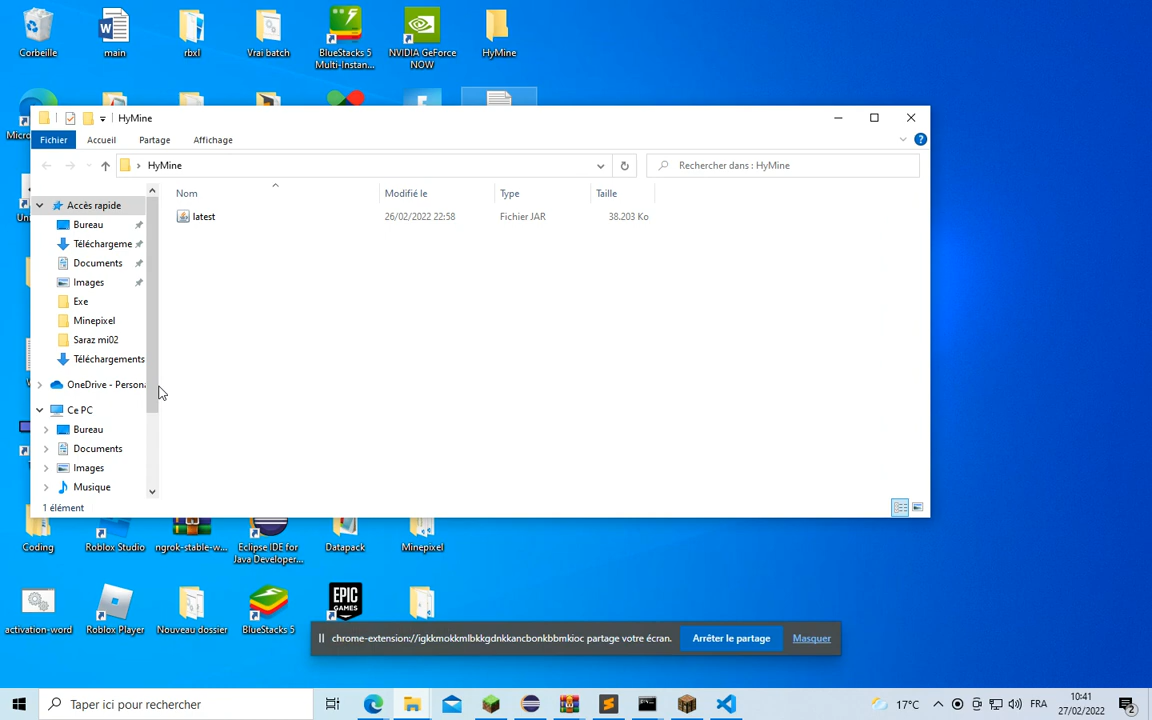 Corbeille
main
rbxl
Vrai batch
BlueStacks 5
Multi-Instan...
NVIDIA GeForce
NOW
HyMine
HyMine
Fichier
Accueil
Partage
Affichage
HyMine
Rechercher dans : HyMine
Nom
Modifié le
Type
Taille
latest
26/02/2022 22:58
Fichier JAR
38.203 Ko
Accès rapide
Bureau
Téléchargeme
Documents
Images
Exe
Minepixel
Saraz mi02
Téléchargements
OneDrive - Person
Ce PC
Bureau
Documents
Images
Musique
1 élément
Coding
Roblox Studio
ngrok-stable-w...
Eclipse IDE for
Java Developer...
Datapack
Minepixel
EPIC
GAMES
activation-word
Roblox Player
Nouveau dossier
BlueStacks 5
chrome-extension://igkkmokkmlbkkgdnkkancbonkbbmkioc partage votre écran.
Arrêter le partage
Masquer
Taper ici pour rechercher
17°C
FRA
10:41
27/02/2022
2